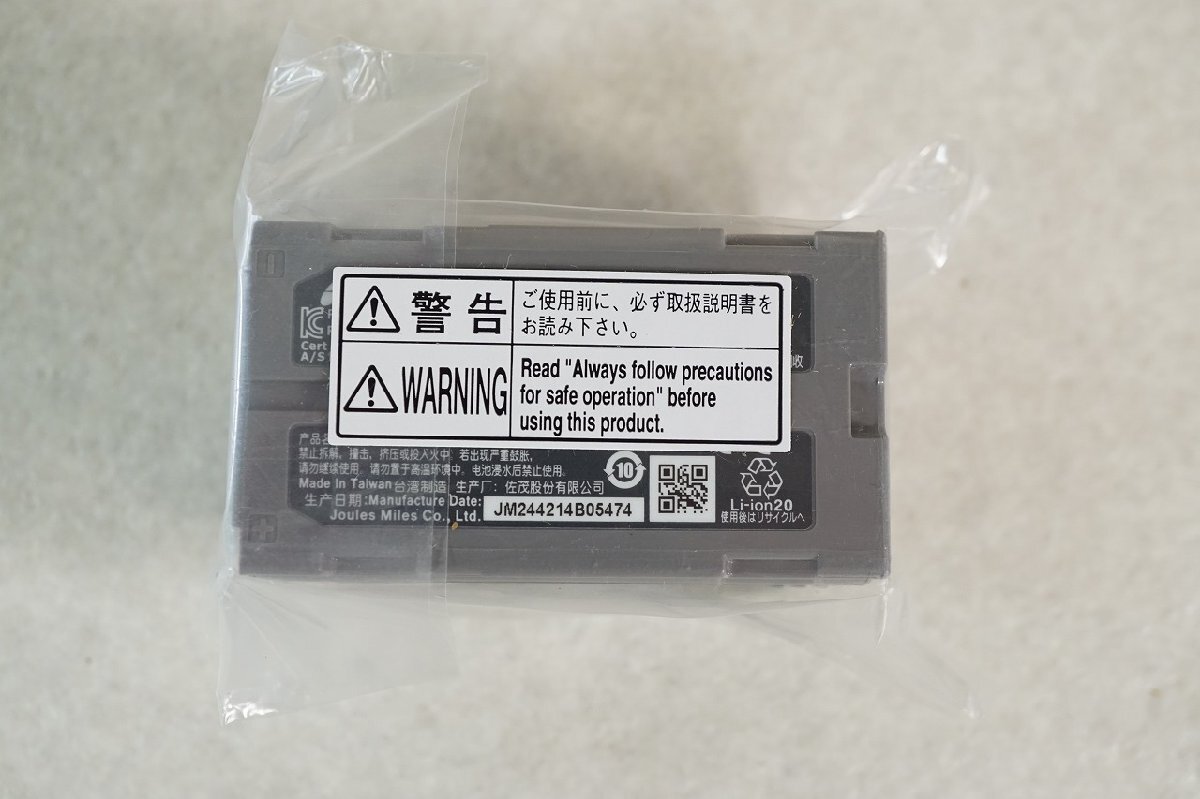 警告
ご使用前に、必ず取扱説明書を
お読み下さい。
WARNING
Read "Always follow precautions
for safe operation" before
using this product.
Cert
A/S
收
产品名
禁止拆解、撞击、挤压或投入火中。若出现严重鼓胀,
请勿继续使用。请勿置于高温环境中。电池浸水后禁止使用。
Made In Taiwan 台湾制造 生产厂: 佐茂股份有限公司
生产日期:Manufacture Date: JM244214B05474
Joules Miles Co., Ltd.
10
Li-ion20
使用後はリサイクルへ